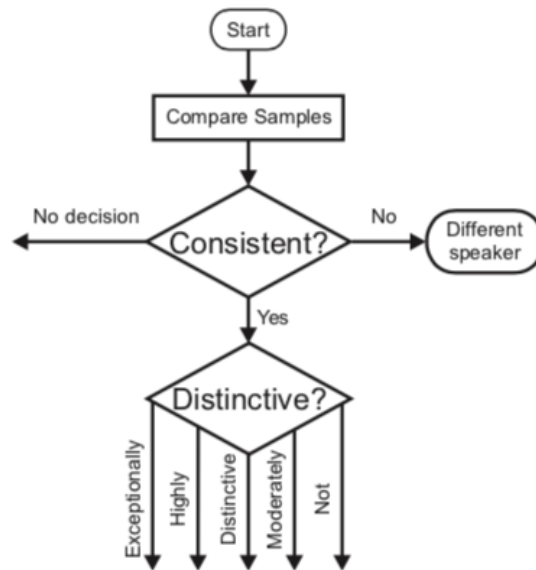 Start
Compare Samples
No decision
Consistent?
No
Different
speaker
Yes
Distinctive?
Exceptionally
Highly
Distinctive
Moderately
Not